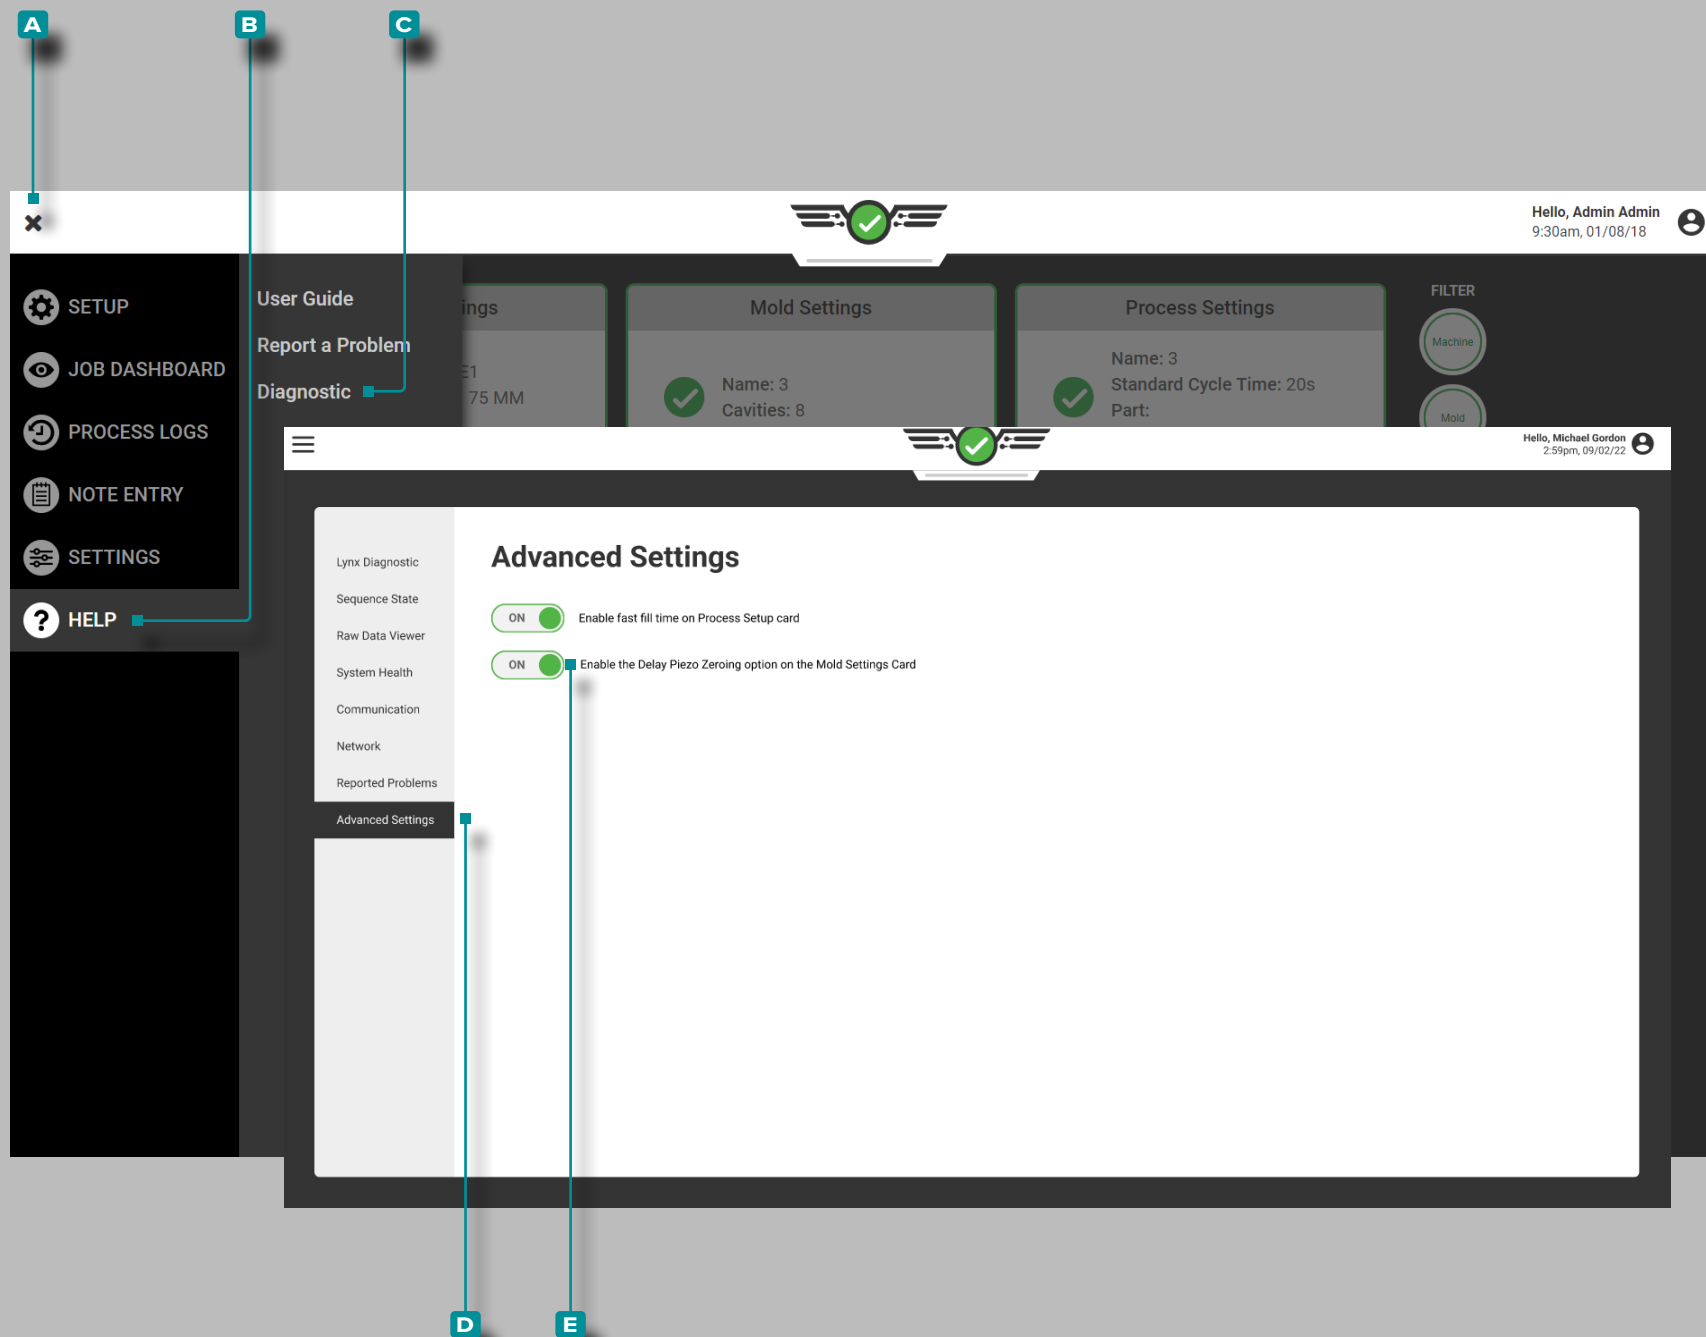 A
B
C
Hello, Admin Admin
9:30am, 01/08/18
SETUP
JOB DASHBOARD
PROCESS LOGS
NOTE ENTRY
SETTINGS
HELP
User Guide
Report a Problem
Diagnostic
ings
E1
75 MM
Mold Settings
Name: 3
Cavities: 8
Process Settings
Name: 3
Standard Cycle Time: 20s
Part:
FILTER
Machine
Mold
Hello, Michael Gordon
2:59pm, 09/02/22
Lynx Diagnostic
Sequence State
Raw Data Viewer
System Health
Communication
Network
Reported Problems
Advanced Settings
Advanced Settings
ON Enable fast fill time on Process Setup card
ON Enable the Delay Piezo Zeroing option on the Mold Settings Card
D
E